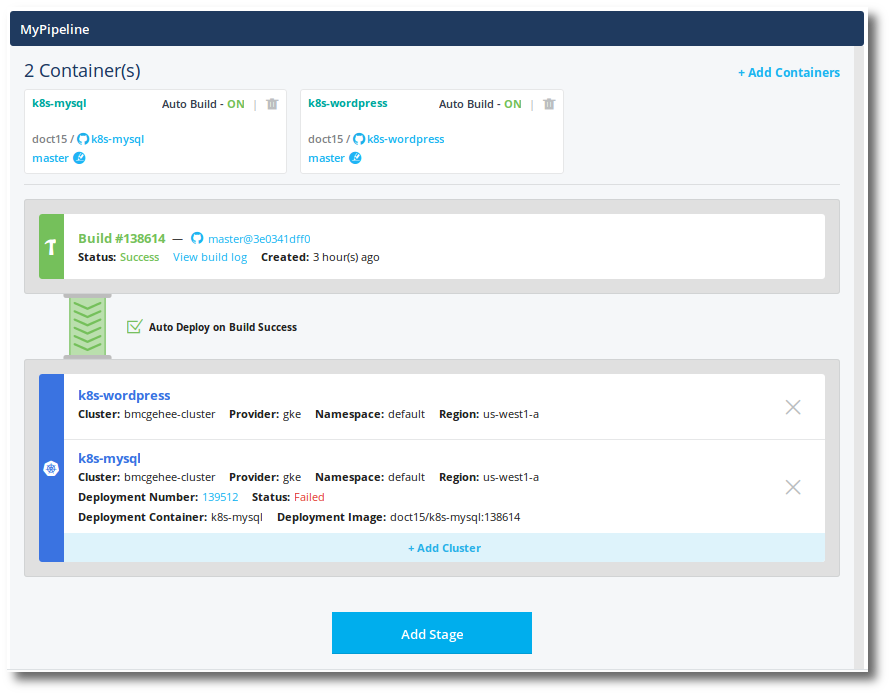 MyPipeline
2 Container(s)
+ Add Containers
k8s-mysql Auto Build - ON |
doct15 / k8s-mysql
master
k8s-wordpress Auto Build - ON |
doct15 / k8s-wordpress
master
Build #138614 — master@3e0341dff0
Status: Success View build log Created: 3 hour(s) ago
Auto Deploy on Build Success
k8s-wordpress
Cluster: bmcgehee-cluster Provider: gke Namespace: default Region: us-west1-a
k8s-mysql
Cluster: bmcgehee-cluster Provider: gke Namespace: default Region: us-west1-a
Deployment Number: 139512 Status: Failed
Deployment Container: k8s-mysql Deployment Image: doct15/k8s-mysql:138614
+ Add Cluster
Add Stage